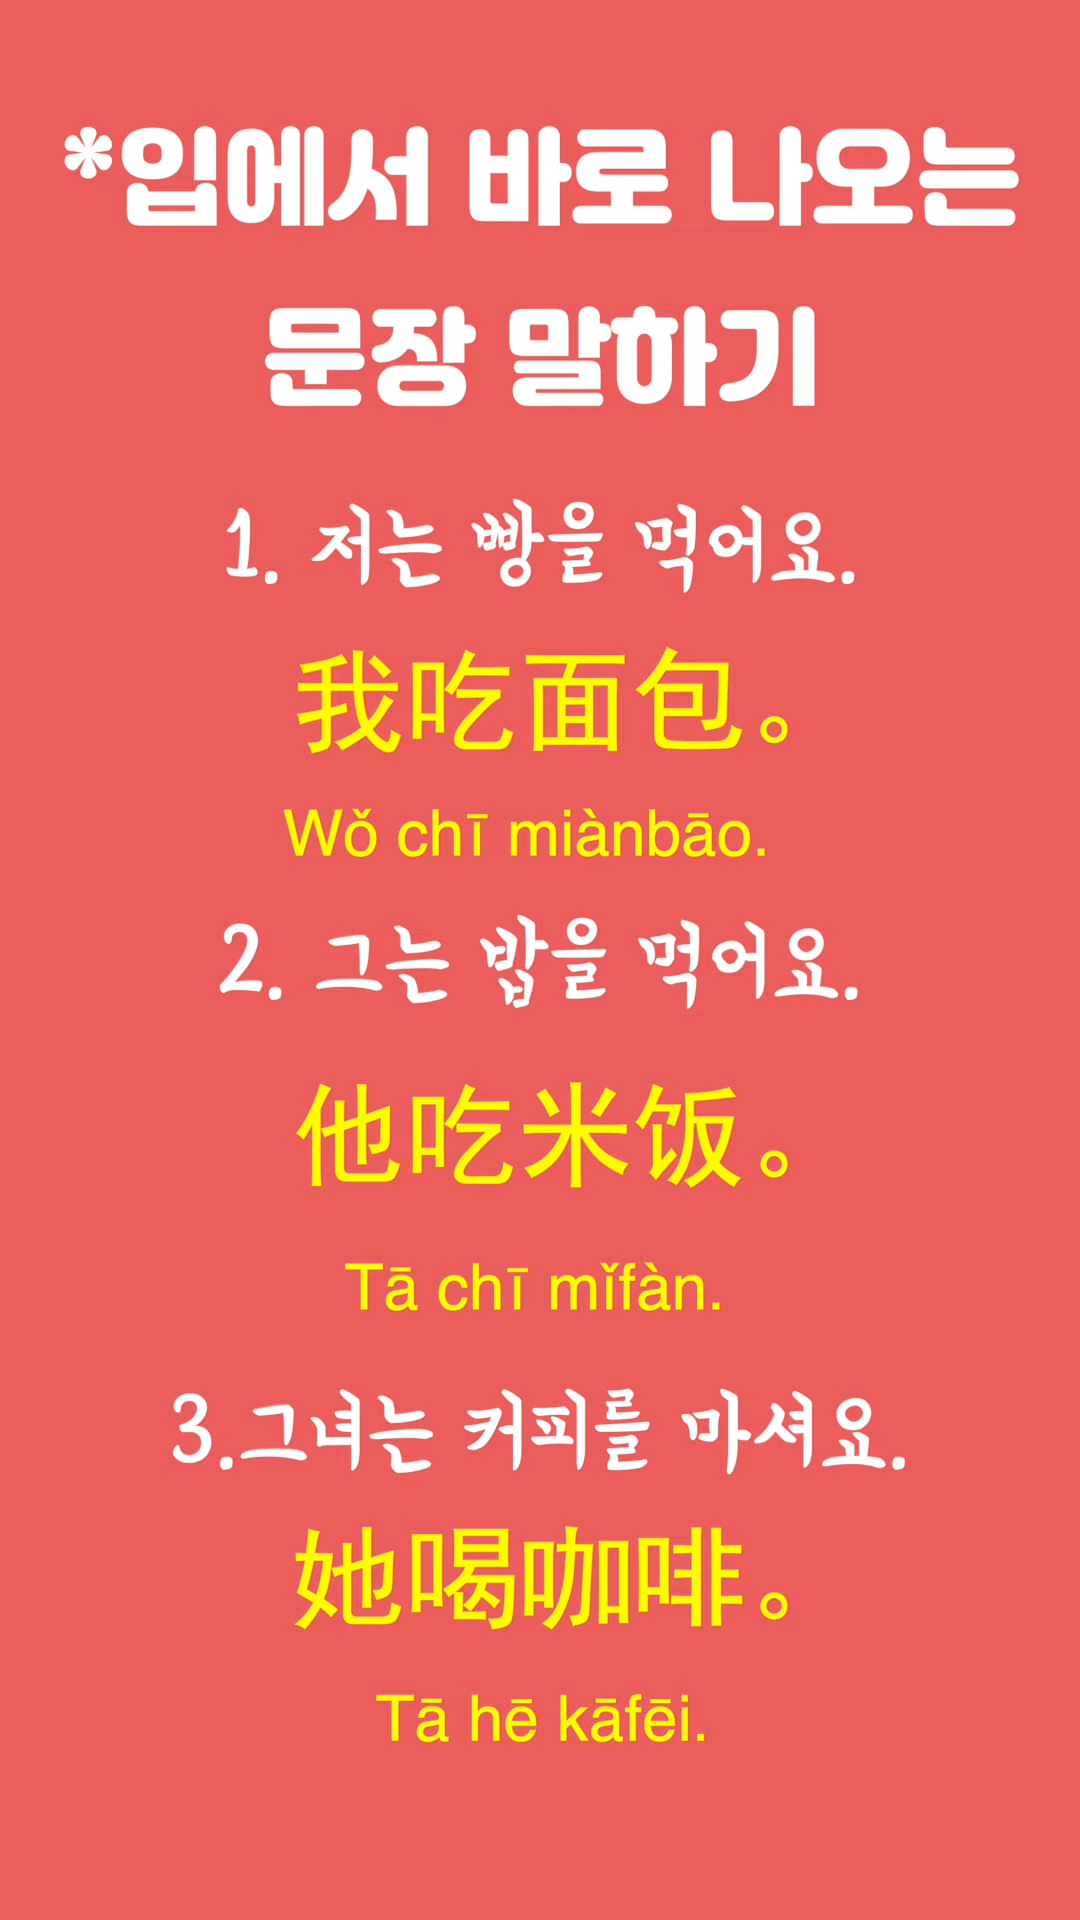 *입에서 바로 나오는
문장 말하기
1. 저는 빵을 먹어요.
我吃面包。
Wǒ chī miànbāo.
2. 그는 밥을 먹어요.
他吃米饭。
Tā chī mǐfàn.
3.그녀는 커피를 마셔요.
她喝咖啡。
Tā hē kāfēi.